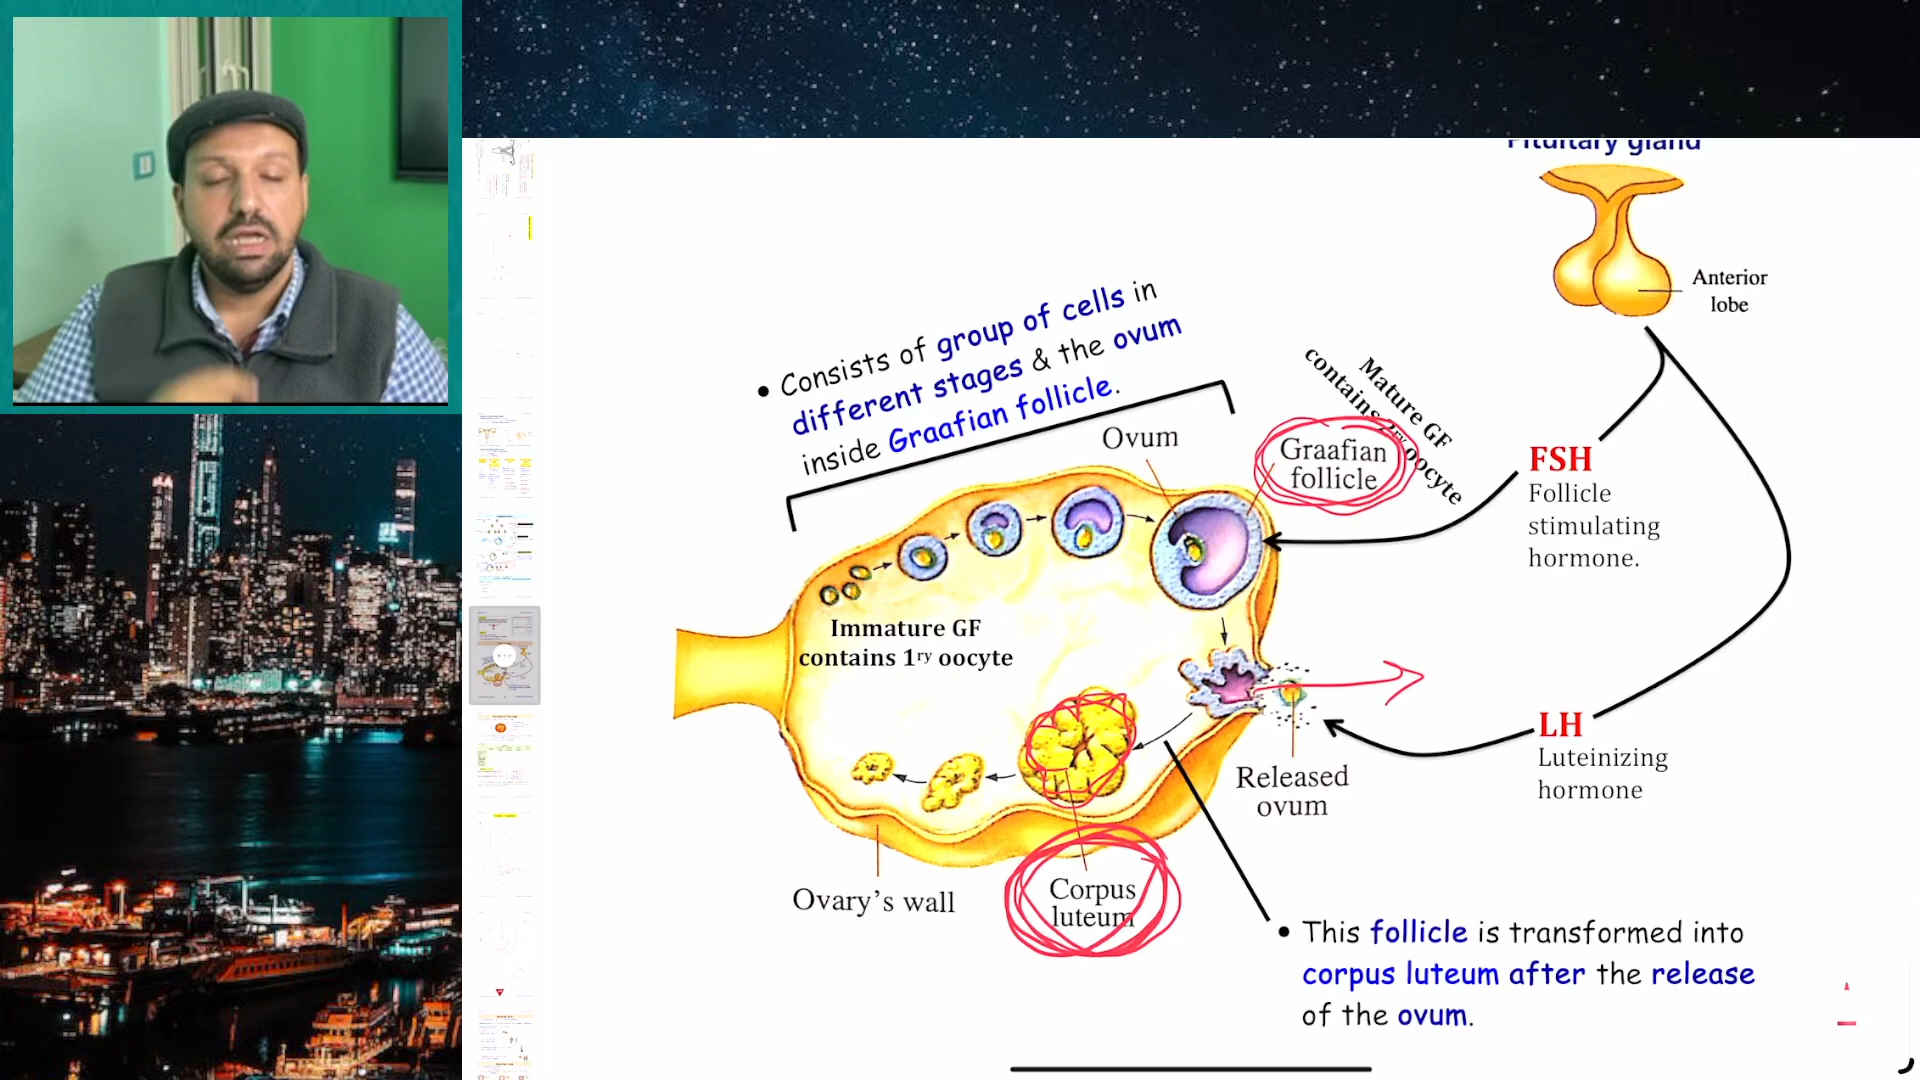 Pituitary gland
Anterior
lobe
• Consists of group of cells in
different stages & the ovum
inside Graafian follicle.
Mature GF
contains 2ry oocyte
Ovum
Graafian
follicle
FSH
Follicle
stimulating
hormone.
Immature GF
contains 1ry oocyte
LH
Luteinizing
hormone
Released
ovum
Corpus
luteum
Ovary's wall
• This follicle is transformed into
corpus luteum after the release
of the ovum.